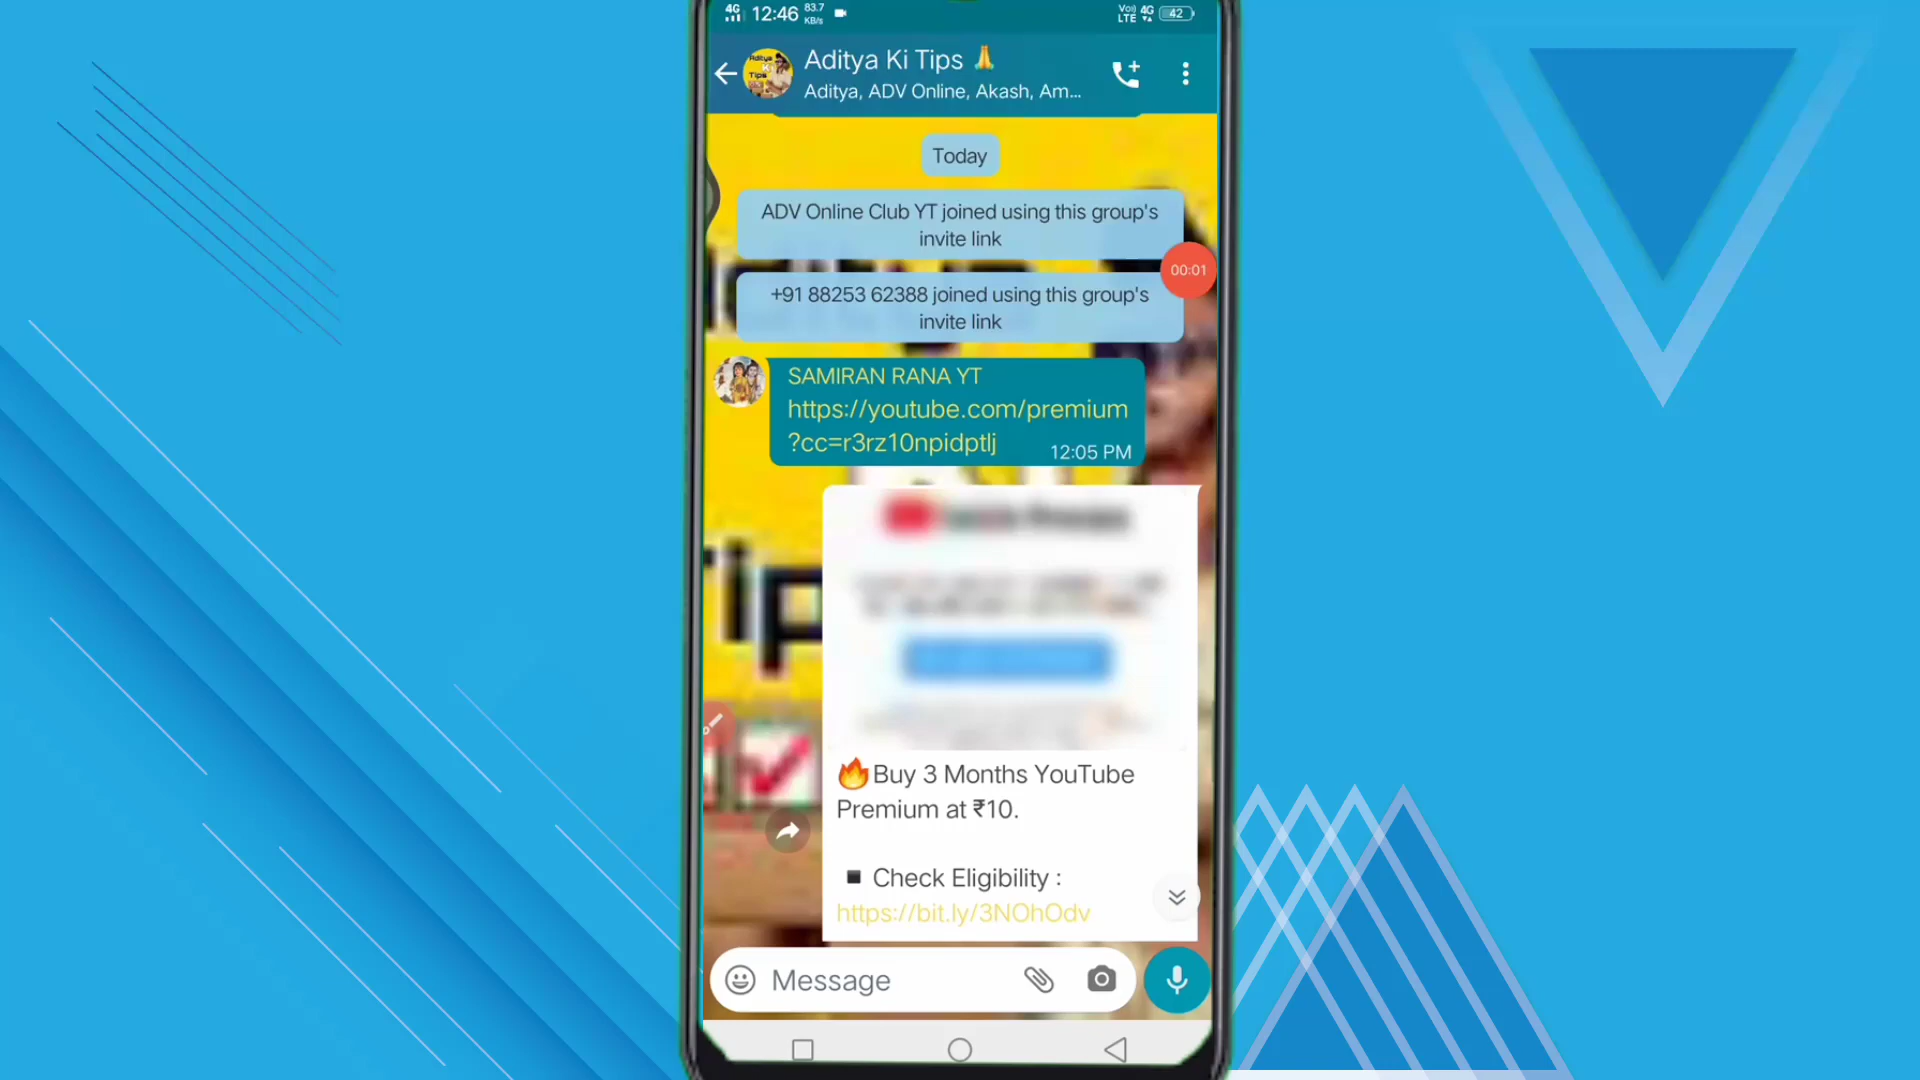 4G 12:46 83.7 KB/s
Vo) 4G LTE 42
Aditya Ki Tips 🙏
Aditya, ADV Online, Akash, Am...
Today
ADV Online Club YT joined using this group's
invite link
00:01
+91 88253 62388 joined using this group's
invite link
SAMIRAN RANA YT
https://youtube.com/premium
?cc=r3rz10npidptlj
12:05 PM
🔥Buy 3 Months YouTube
Premium at ₹10.
▪ Check Eligibility :
https://bit.ly/3NOhOdv
Message